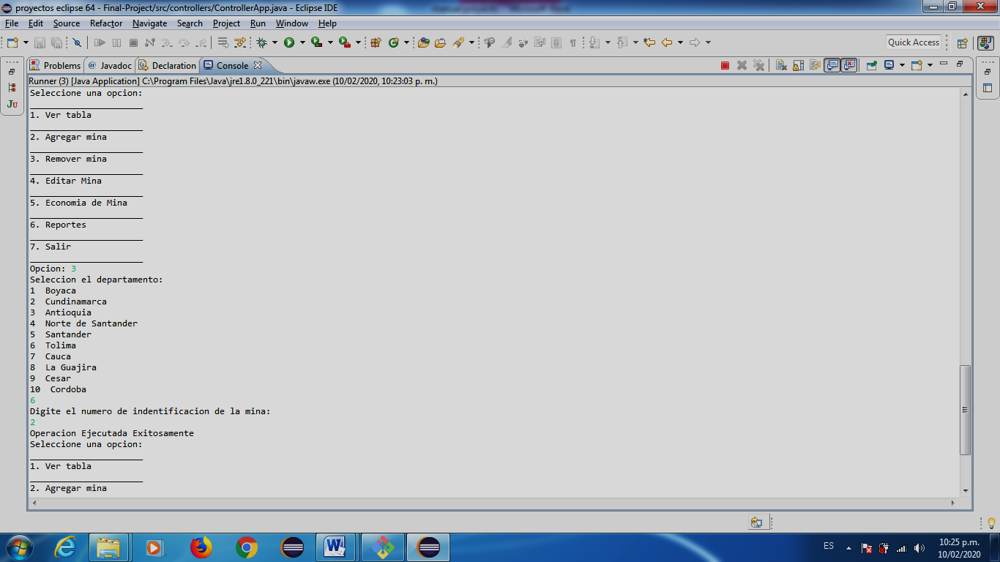 proyectos eclipse 64 - Final-Project/src/controllers/ControllerApp.java - Eclipse IDE
File Edit Source Refactor Navigate Search Project Run Window Help
Quick Access
Problems @ Javadoc Declaration Console
Runner (3) [Java Application] C:\Program Files\Java\jre1.8.0_221\bin\javaw.exe (10/02/2020, 10:23:03 p. m.)
Seleccione una opcion:
______________________
1. Ver tabla
______________________
2. Agregar mina
______________________
3. Remover mina
______________________
4. Editar Mina
______________________
5. Economia de Mina
______________________
6. Reportes
______________________
7. Salir
______________________
Opcion: 3
Seleccion el departamento:
1  Boyaca
2  Cundinamarca
3  Antioquia
4  Norte de Santander
5  Santander
6  Tolima
7  Cauca
8  La Guajira
9  Cesar
10  Cordoba
6
Digite el numero de indentificacion de la mina:
2
Operacion Ejecutada Exitosamente
Seleccione una opcion:
______________________
1. Ver tabla
______________________
2. Agregar mina
JU
ES
10:25 p.m.
10/02/2020